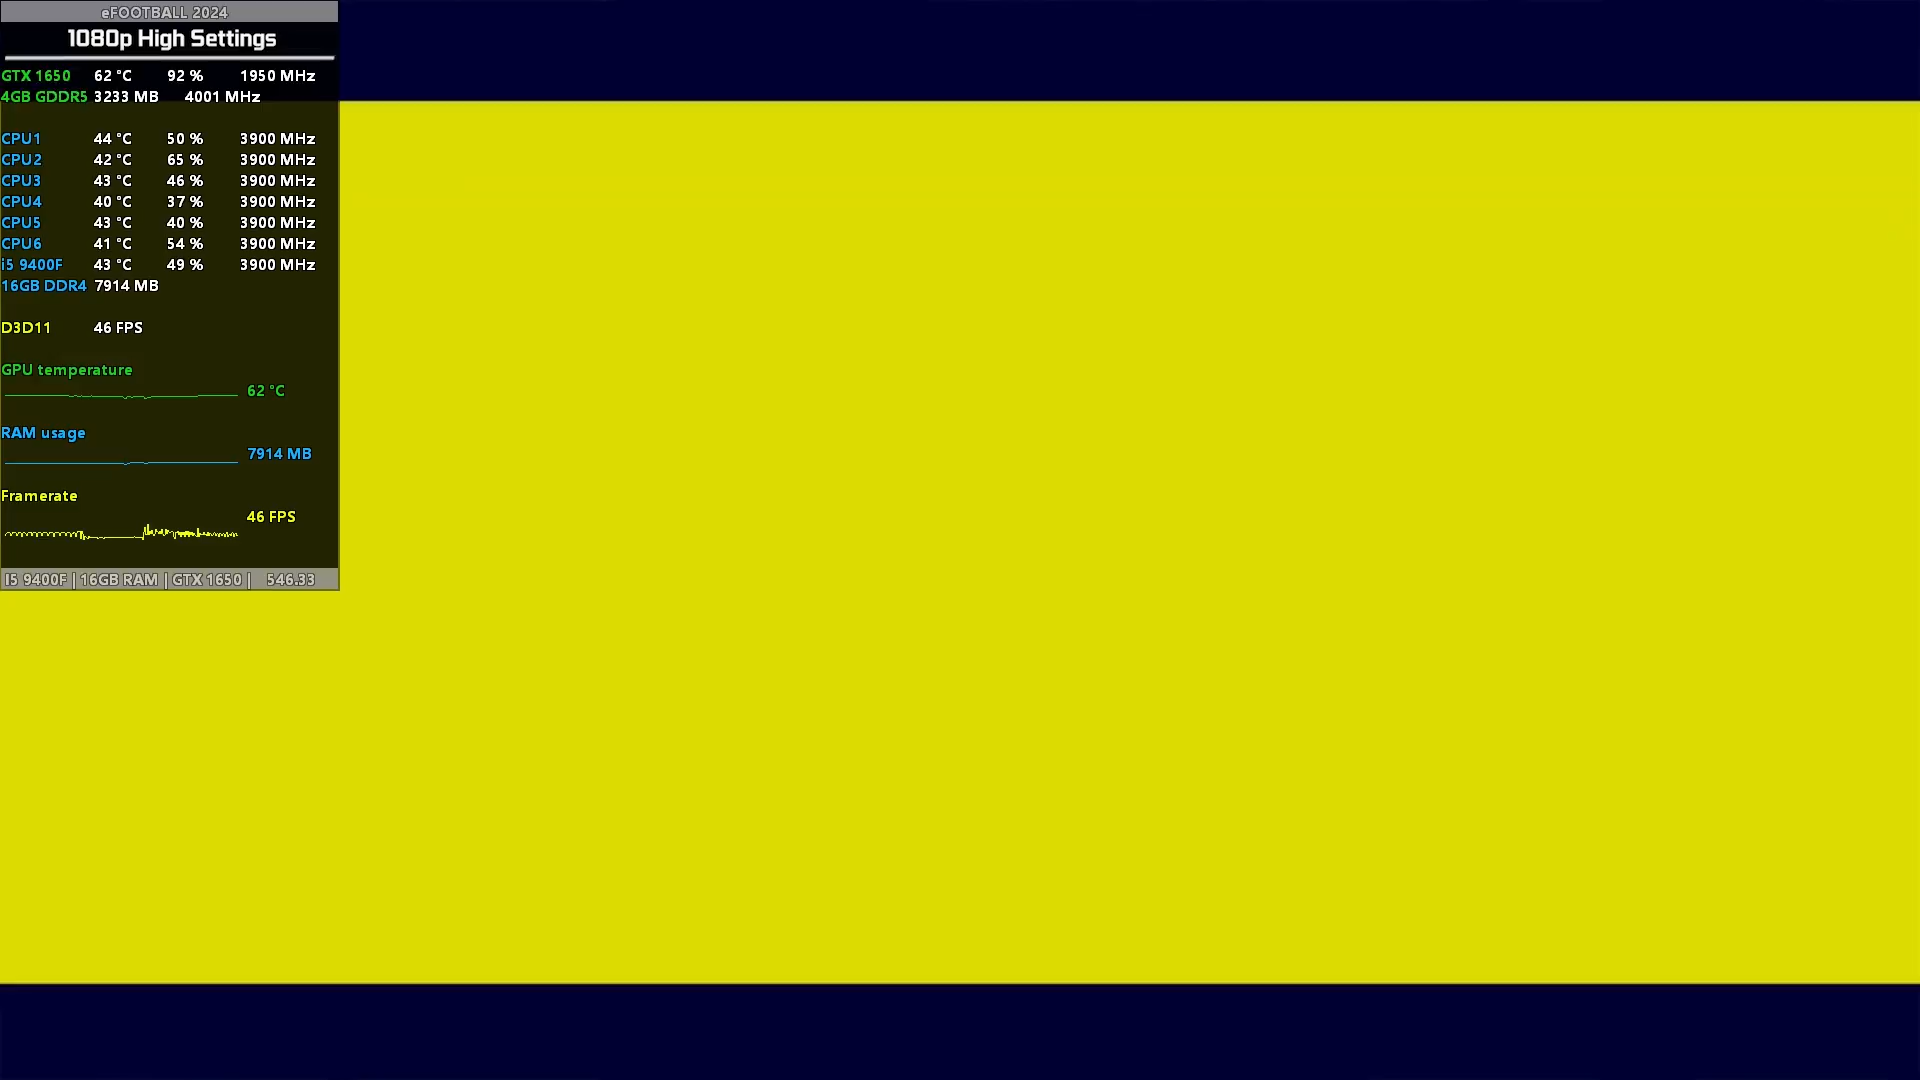 eFOOTBALL 2024
1080p High Settings
GTX 1650 62 °C 92 % 1950 MHz
4GB GDDR5 3233 MB 4001 MHz
CPU1 44 °C 50 % 3900 MHz
CPU2 42 °C 65 % 3900 MHz
CPU3 43 °C 46 % 3900 MHz
CPU4 40 °C 37 % 3900 MHz
CPU5 43 °C 40 % 3900 MHz
CPU6 41 °C 54 % 3900 MHz
i5 9400F 43 °C 49 % 3900 MHz
16GB DDR4 7914 MB
D3D11 46 FPS
GPU temperature
62 °C
RAM usage
7914 MB
Framerate
46 FPS
I5 9400F | 16GB RAM | GTX 1650 | 546.33